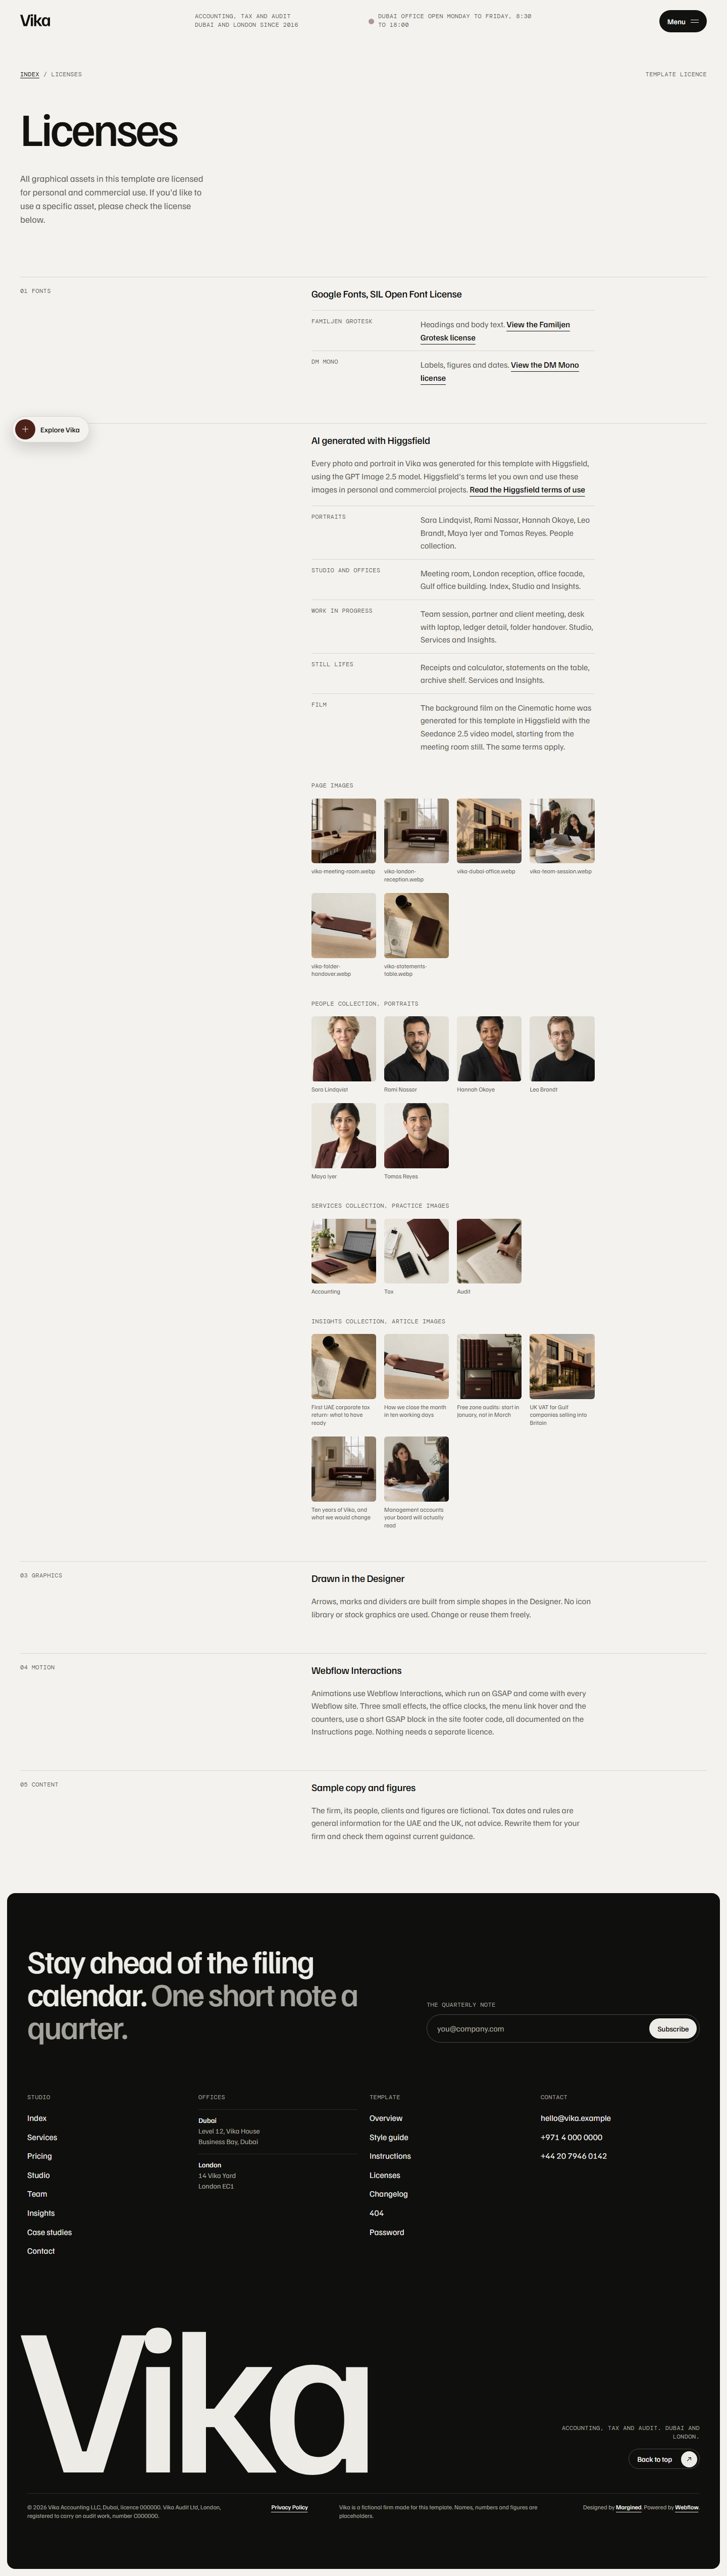 Vika
ACCOUNTING, TAX AND AUDIT
DUBAI AND LONDON SINCE 2016
DUBAI OFFICE OPEN MONDAY TO FRIDAY, 8:30
TO 18:00
Menu
INDEX / LICENSES
TEMPLATE LICENCE
Licenses
All graphical assets in this template are licensed
for personal and commercial use. If you'd like to
use a specific asset, please check the license
below.
01 FONTS
Google Fonts, SIL Open Font License
FAMILJEN GROTESK
Headings and body text. View the Familjen
Grotesk license
DM MONO
Labels, figures and dates. View the DM Mono
license
Explore Vika
AI generated with Higgsfield
Every photo and portrait in Vika was generated for this template with Higgsfield,
using the GPT Image 2.5 model. Higgsfield's terms let you own and use these
images in personal and commercial projects. Read the Higgsfield terms of use
PORTRAITS
Sara Lindqvist, Rami Nassar, Hannah Okoye, Leo
Brandt, Maya Iyer and Tomas Reyes. People
collection.
STUDIO AND OFFICES
Meeting room, London reception, office facade,
Gulf office building. Index, Studio and Insights.
WORK IN PROGRESS
Team session, partner and client meeting, desk
with laptop, ledger detail, folder handover. Studio,
Services and Insights.
STILL LIFES
Receipts and calculator, statements on the table,
archive shelf. Services and Insights.
FILM
The background film on the Cinematic home was
generated for this template in Higgsfield with the
Seedance 2.5 video model, starting from the
meeting room still. The same terms apply.
PAGE IMAGES
vika-meeting-room.webp
vika-london-
reception.webp
vika-dubai-office.webp
vika-team-session.webp
vika-folder-
handover.webp
vika-statements-
table.webp
PEOPLE COLLECTION, PORTRAITS
Sara Lindqvist
Rami Nassar
Hannah Okoye
Leo Brandt
Maya Iyer
Tomas Reyes
SERVICES COLLECTION, PRACTICE IMAGES
Accounting
Tax
Audit
INSIGHTS COLLECTION, ARTICLE IMAGES
First UAE corporate tax
return: what to have
ready
How we close the month
in ten working days
Free zone audits: start in
January, not in March
UK VAT for Gulf
companies selling into
Britain
Ten years of Vika, and
what we would change
Management accounts
your board will actually
read
03 GRAPHICS
Drawn in the Designer
Arrows, marks and dividers are built from simple shapes in the Designer. No icon
library or stock graphics are used. Change or reuse them freely.
04 MOTION
Webflow Interactions
Animations use Webflow Interactions, which run on GSAP and come with every
Webflow site. Three small effects, the office clocks, the menu link hover and the
counters, use a short GSAP block in the site footer code, all documented on the
Instructions page. Nothing needs a separate licence.
05 CONTENT
Sample copy and figures
The firm, its people, clients and figures are fictional. Tax dates and rules are
general information for the UAE and the UK, not advice. Rewrite them for your
firm and check them against current guidance.
Stay ahead of the filing
calendar. One short note a
quarter.
THE QUARTERLY NOTE
you@company.com
Subscribe
STUDIO
Index
Services
Pricing
Studio
Team
Insights
Case studies
Contact
OFFICES
Dubai
Level 12, Vika House
Business Bay, Dubai
London
14 Vika Yard
London EC1
TEMPLATE
Overview
Style guide
Instructions
Licenses
Changelog
404
Password
CONTACT
hello@vika.example
+971 4 000 0000
+44 20 7946 0142
Vika
ACCOUNTING, TAX AND AUDIT. DUBAI AND
LONDON.
Back to top
© 2026 Vika Accounting LLC, Dubai, licence 000000. Vika Audit Ltd, London,
registered to carry on audit work, number C000000.
Privacy Policy
Vika is a fictional firm made for this template. Names, numbers and figures are
placeholders.
Designed by Margined. Powered by Webflow.